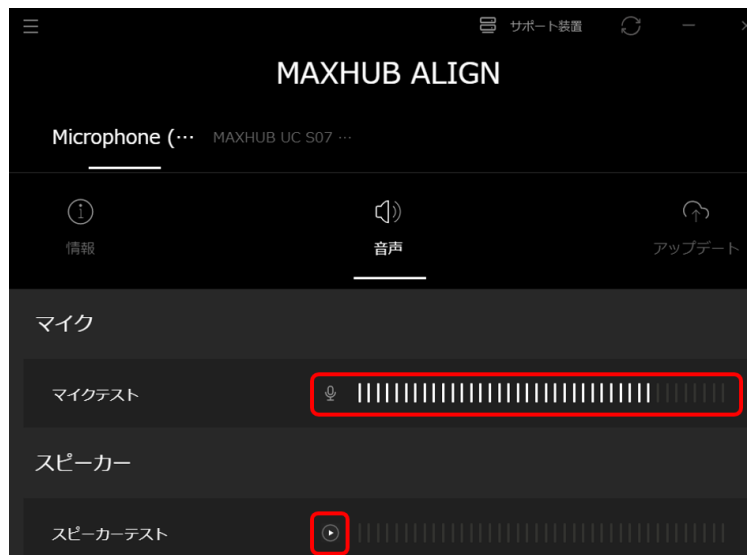 サポート装置
MAXHUB ALIGN
Microphone (··· MAXHUB UC S07 ···
情報 音声 アップデート
マイク
マイクテスト
スピーカー
スピーカーテスト